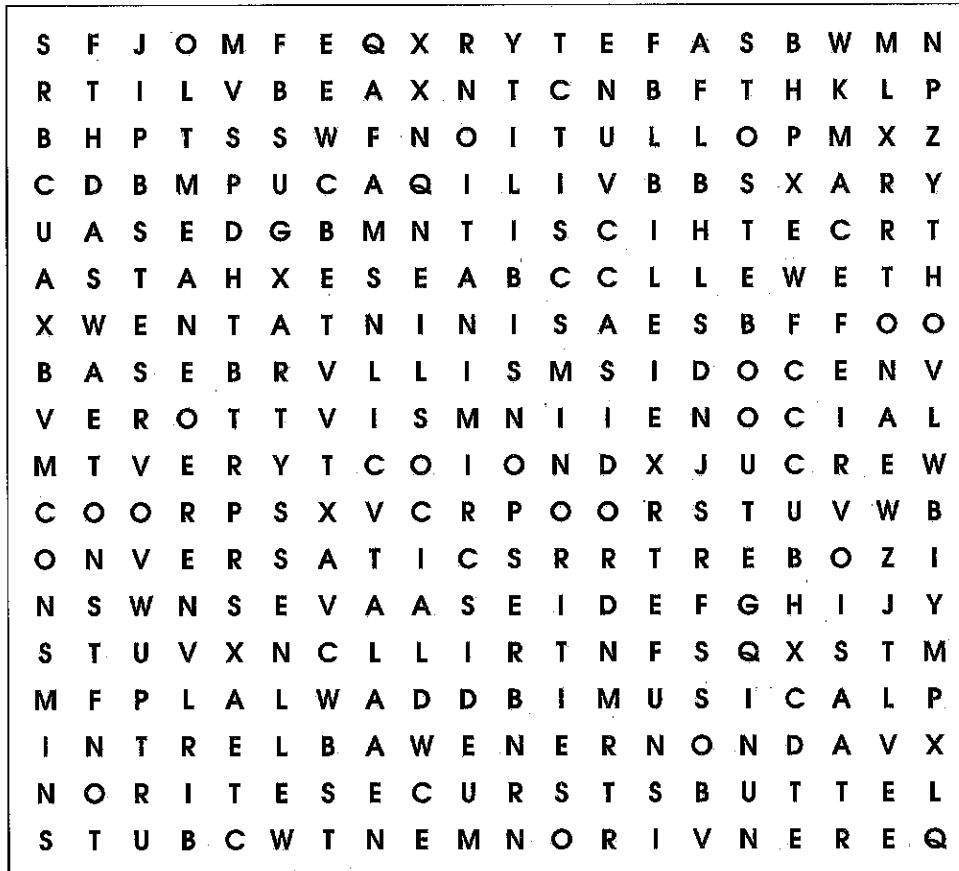 S F J O M F E Q X R Y T E F A S B W M N
R T I L V B E A X N T C N B F T H K L P
B H P T S S W F N O I T U L L O P M X Z
C D B M P U C A Q I L I V B B S X A R Y
U A S E D G B M N T I S C I H T E C R T
A S T A H X E S E A B C C L L E W E T H
X W E N T A T N I N I S A E S B F F O O
B A S E B R V L L I S M S I D O C E N V
V E R O T T V I S M N I I E N O C I A L
M T V E R Y T C O I O N D X J U C R E W
C O O R P S X V C R P O O R S T U V W B
O N V E R S A T I C S R R T R E B O Z I
N S W N S E V A A S E I D E F G H I J Y
S T U V X N C L L I R T N F S Q X S T M
M F P L A L W A D D B I M U S I C A L P
I N T R E L B A W E N E R N O N D A V X
N O R I T E S E C U R S T S B U T T E L
S T U B C W T N E M N O R I V N E R E Q